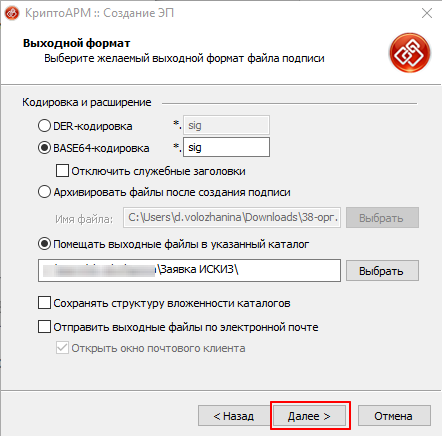 КриптоАРМ :: Создание ЭП
Выходной формат
Выберите желаемый выходной формат файла подписи
Кодировка и расширение
DER-кодировка *. sig
BASE64-кодировка *. sig
Отключить служебные заголовки
Архивировать файлы после создания подписи
Имя файла: C:\Users\d.volozhanina\Downloads\38-орг. Выбрать
Помещать выходные файлы в указанный каталог
\Заявка ИСКИЗ\ Выбрать
Сохранять структуру вложенности каталогов
Отправить выходные файлы по электронной почте
Открыть окно почтового клиента
< Назад Далее > Отмена